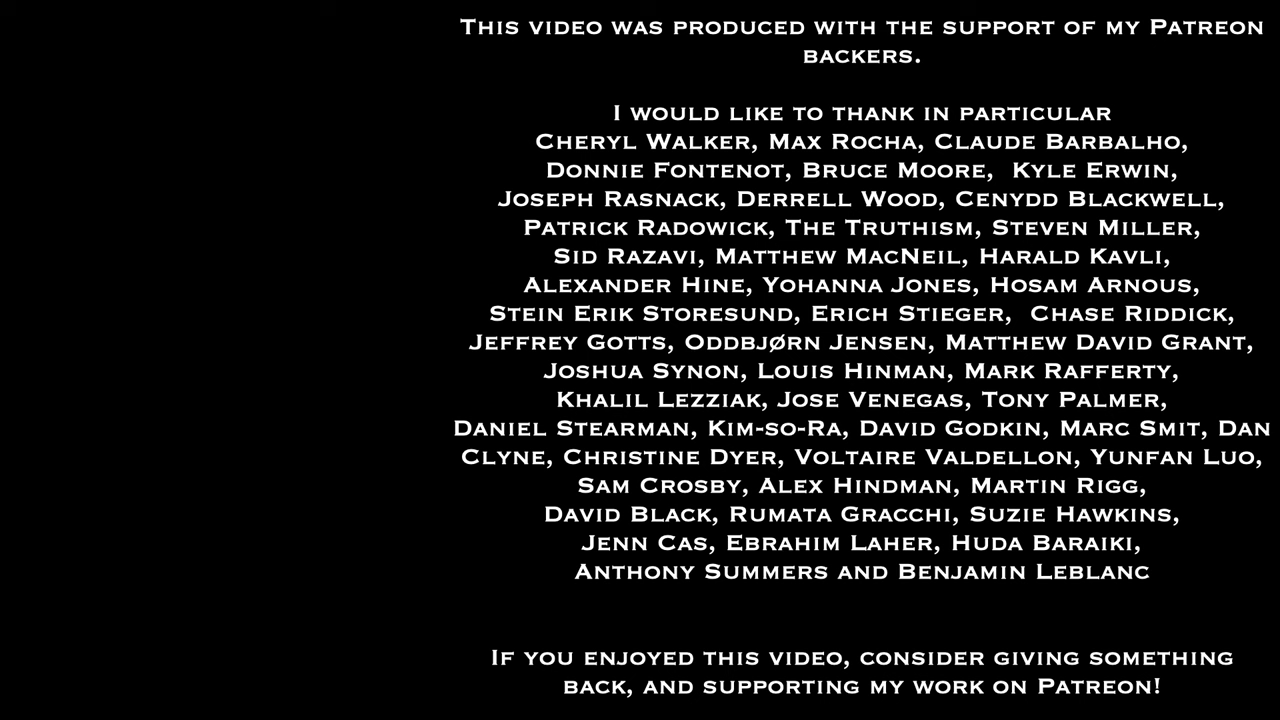 This video was produced with the support of my Patreon
backers.
I would like to thank in particular
Cheryl Walker, Max Rocha, Claude Barbalho,
Donnie Fontenot, Bruce Moore, Kyle Erwin,
Joseph Rasnack, Derrell Wood, Cenydd Blackwell,
Patrick Radowick, The Truthism, Steven Miller,
Sid Razavi, Matthew MacNeil, Harald Kavli,
Alexander Hine, Yohanna Jones, Hosam Arnous,
Stein Erik Storesund, Erich Stieger, Chase Riddick,
Jeffrey Gotts, Oddbjørn Jensen, Matthew David Grant,
Joshua Synon, Louis Hinman, Mark Rafferty,
Khalil Lezziak, Jose Venegas, Tony Palmer,
Daniel Stearman, Kim-so-Ra, David Godkin, Marc Smit, Dan
Clyne, Christine Dyer, Voltaire Valdellon, Yunfan Luo,
Sam Crosby, Alex Hindman, Martin Rigg,
David Black, Rumata Gracchi, Suzie Hawkins,
Jenn Cas, Ebrahim Laher, Huda Baraiki,
Anthony Summers and Benjamin Leblanc
If you enjoyed this video, consider giving something
back, and supporting my work on Patreon!